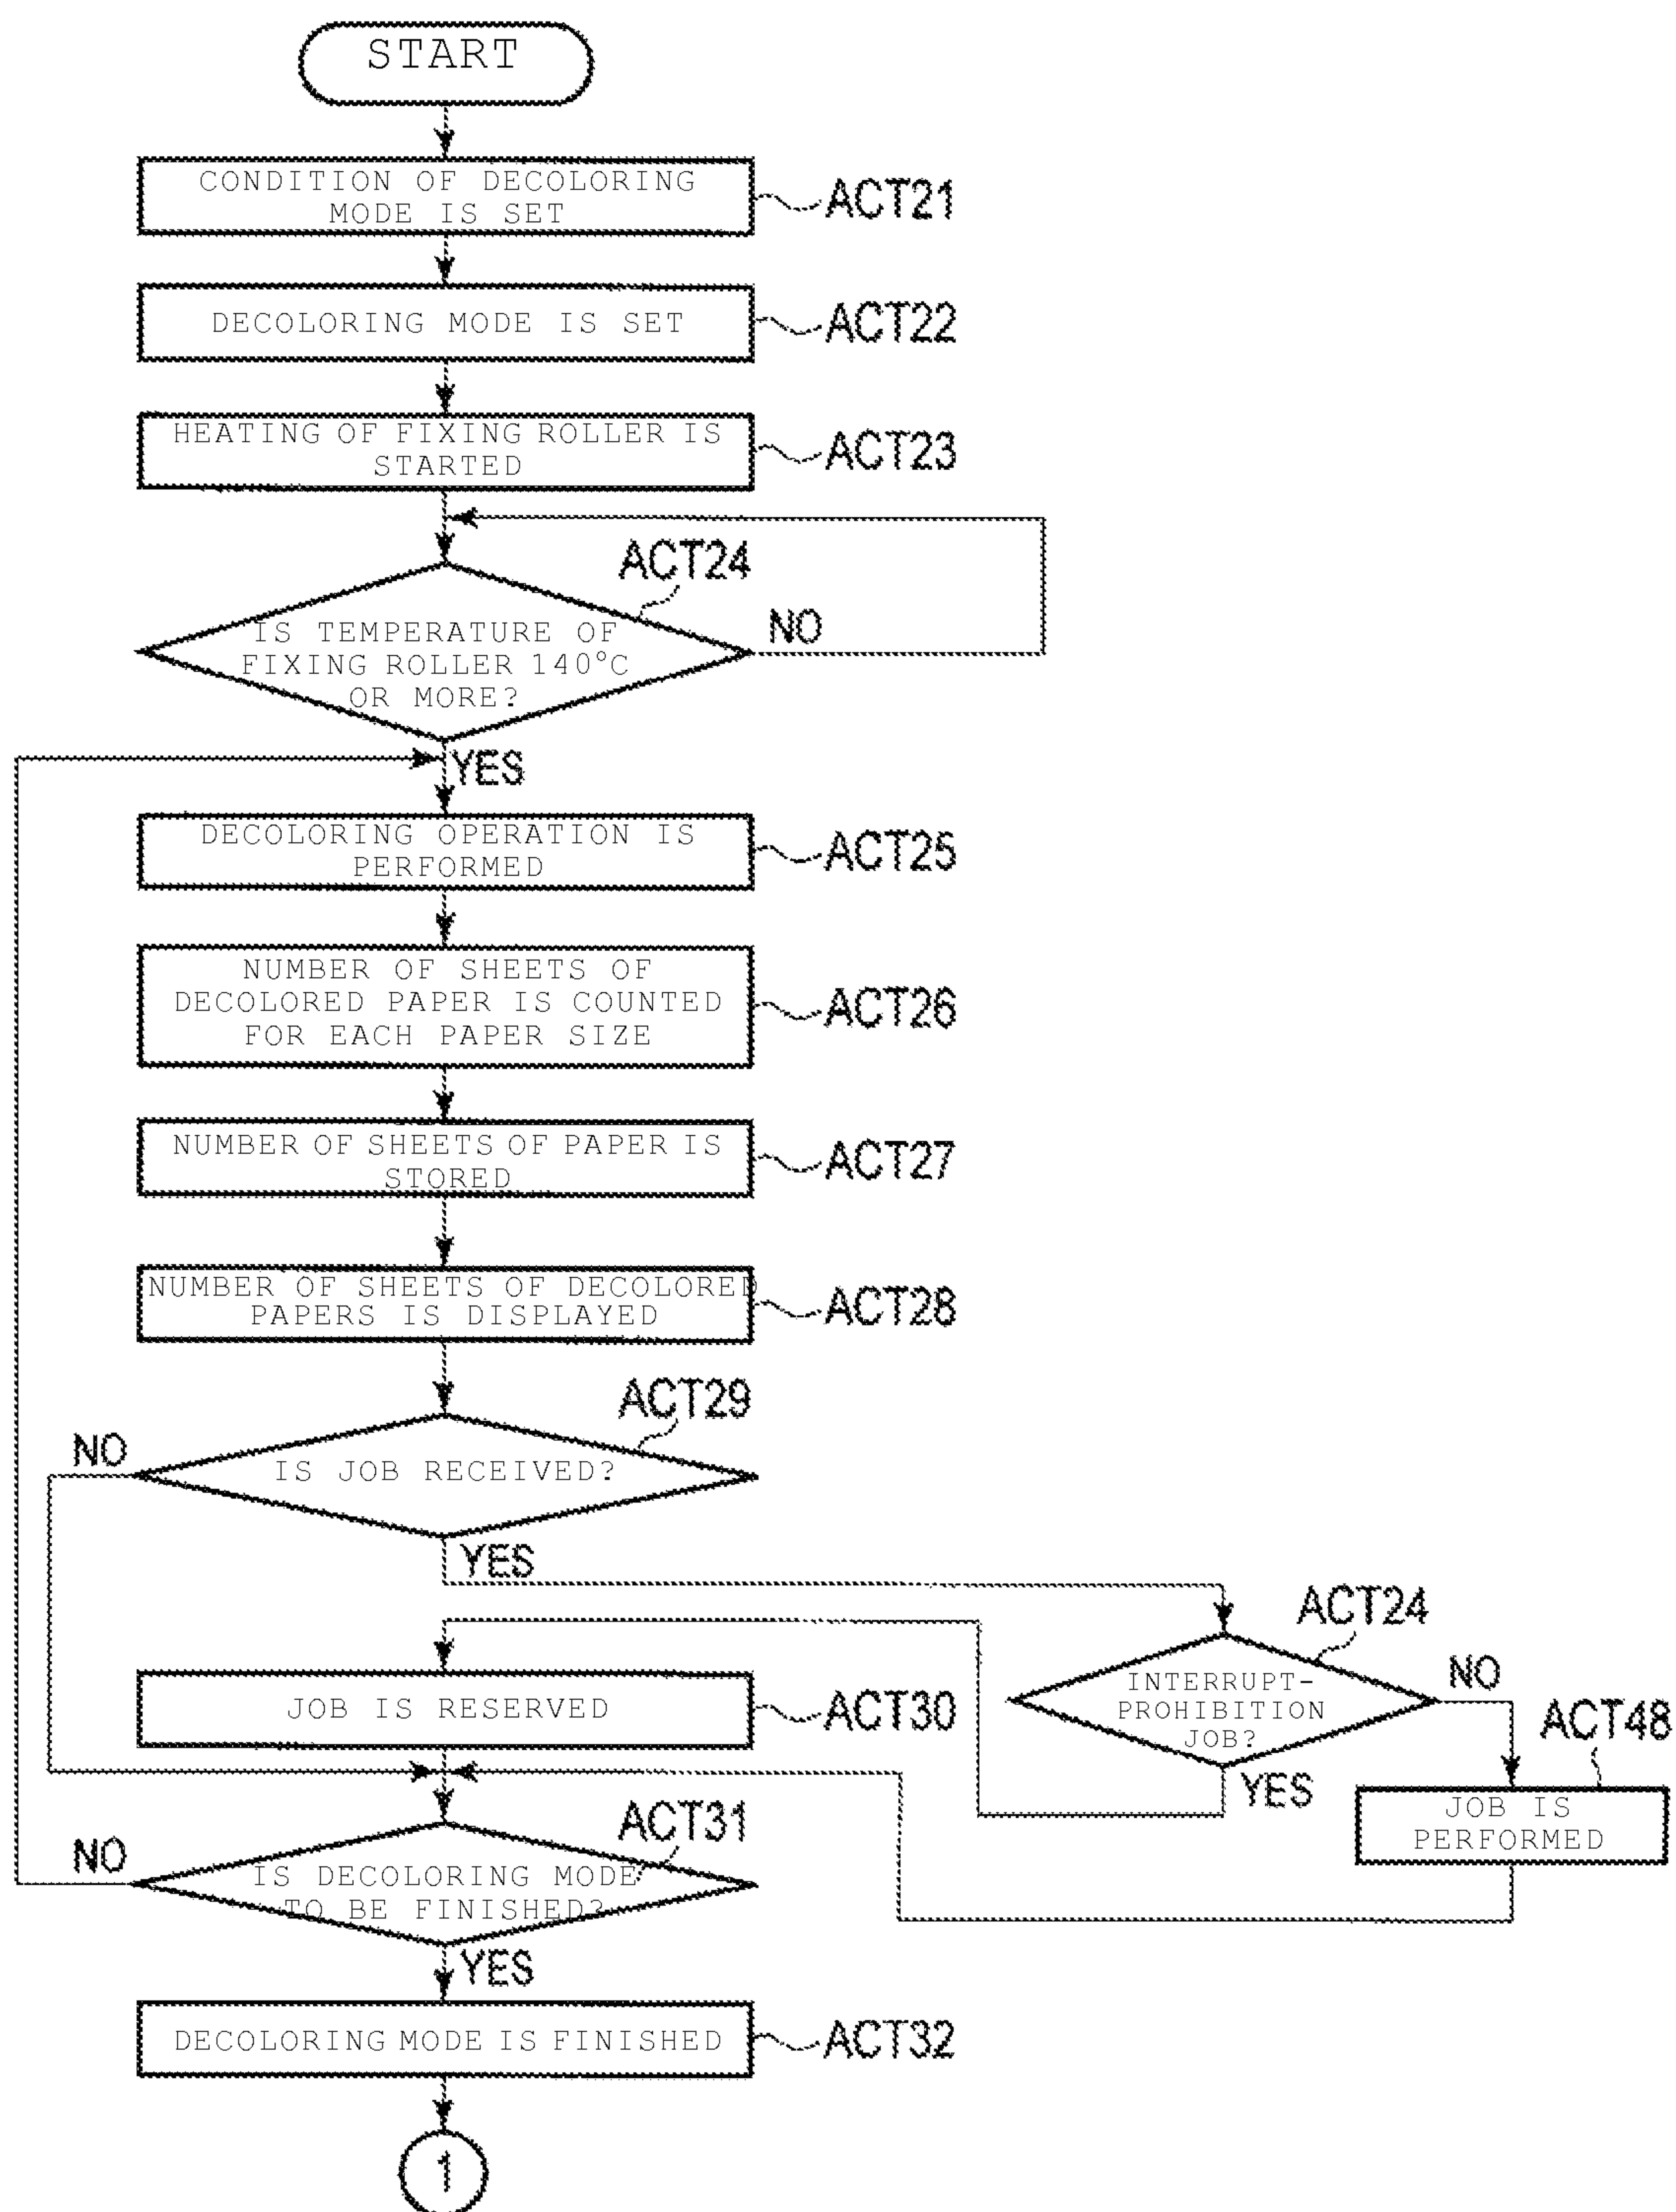 START
CONDITION OF DECOLORING
MODE IS SET
ACT21
DECOLORING MODE IS SET
ACT22
HEATING OF FIXING ROLLER IS
STARTED
ACT23
ACT24
IS TEMPERATURE OF
FIXING ROLLER 140°C
OR MORE?
NO
YES
DECOLORING OPERATION IS
PERFORMED
ACT25
NUMBER OF SHEETS OF
DECOLORED PAPER IS COUNTED
FOR EACH PAPER SIZE
ACT26
NUMBER OF SHEETS OF PAPER IS
STORED
ACT27
NUMBER OF SHEETS OF DECOLORED
PAPERS IS DISPLAYED
ACT28
ACT29
NO
IS JOB RECEIVED?
YES
ACT24
INTERRUPT-
PROHIBITION
JOB?
NO
YES
ACT48
JOB IS
PERFORMED
JOB IS RESERVED
ACT30
ACT31
NO
IS DECOLORING MODE
TO BE FINISHED?
YES
DECOLORING MODE IS FINISHED
ACT32
1